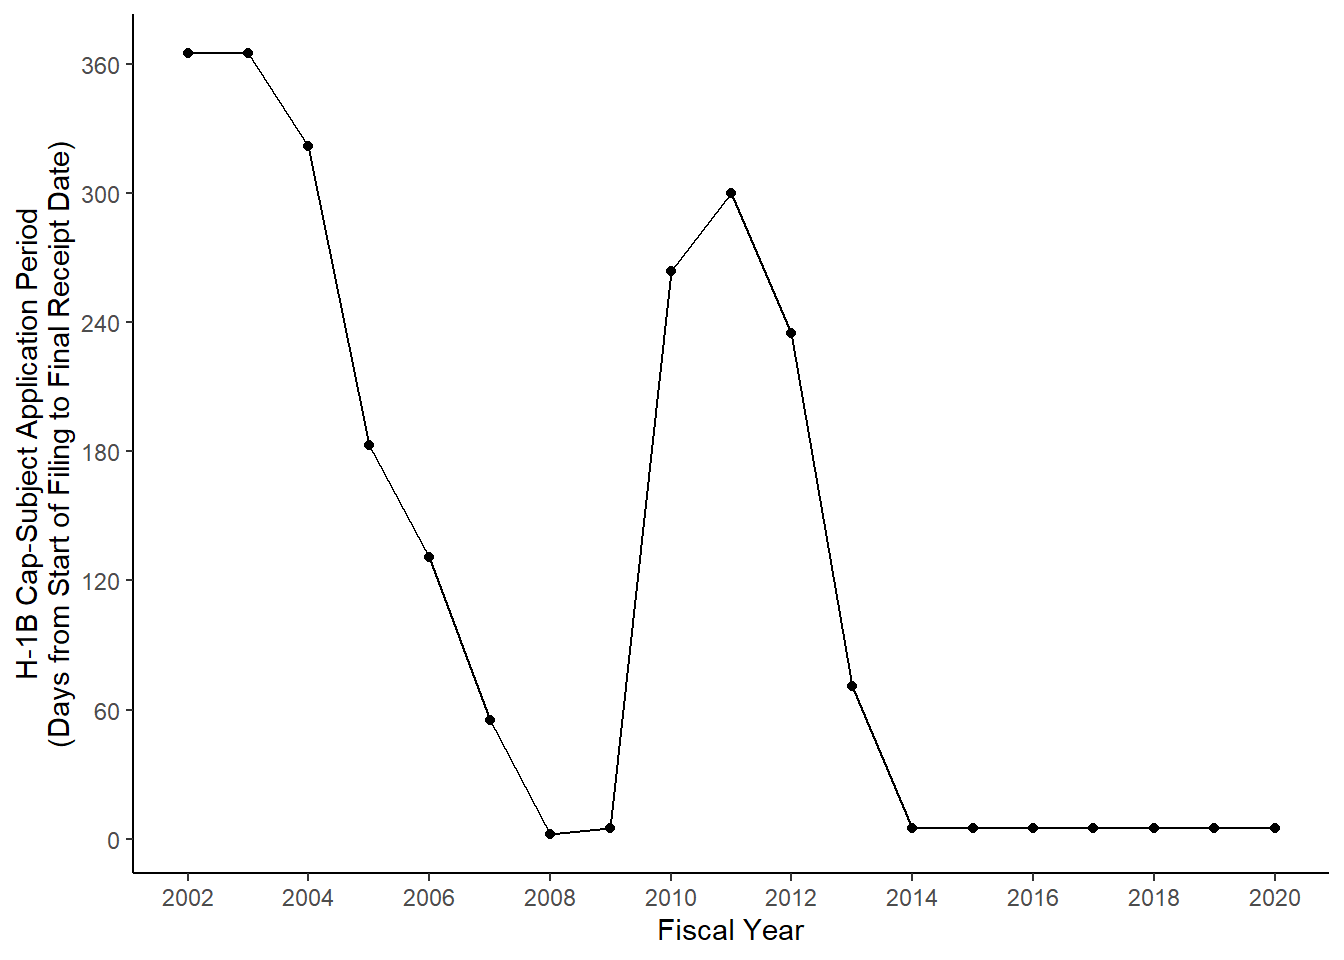 H-1B Cap-Subject Application Period
(Days from Start of Filing to Final Receipt Date)
360
300
240
180
120
60
0
2002 2004 2006 2008 2010 2012 2014 2016 2018 2020
Fiscal Year